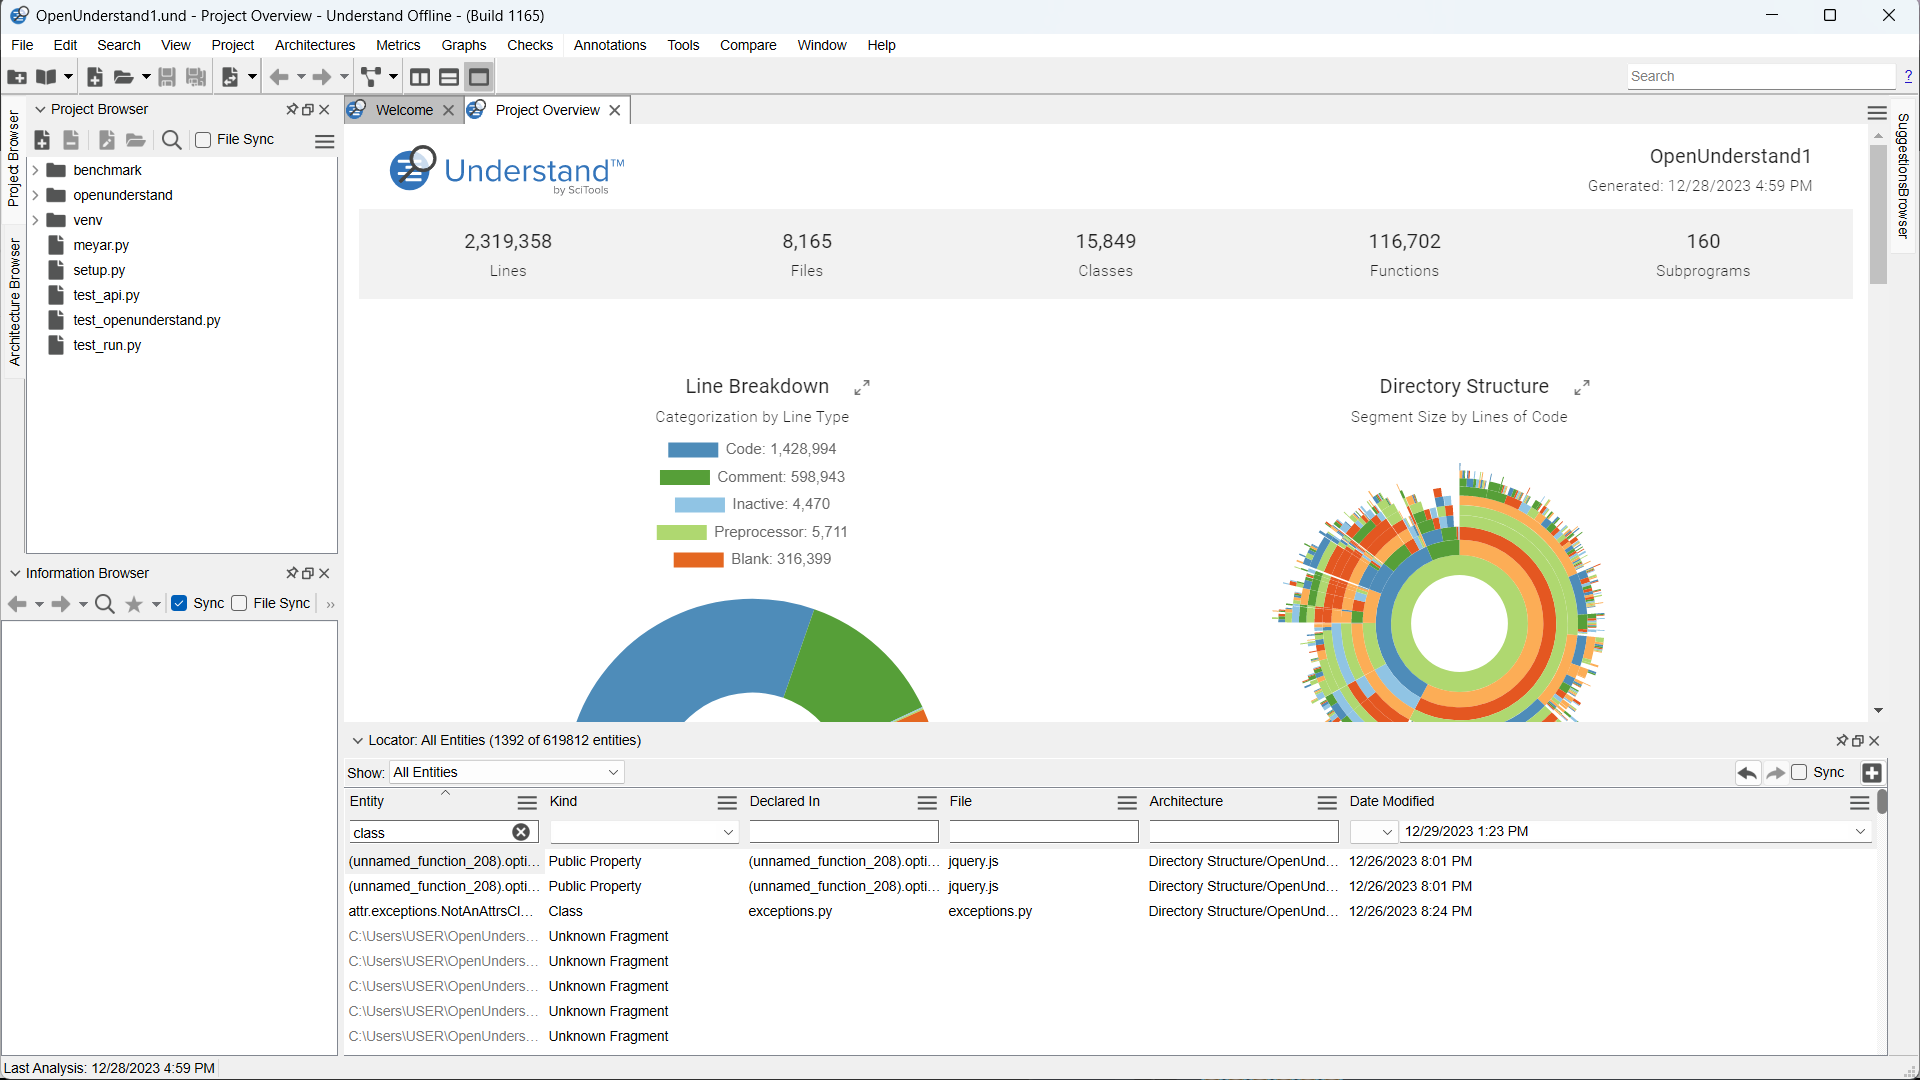 OpenUnderstand1.und - Project Overview - Understand Offline - (Build 1165)
File Edit Search View Project Architectures Metrics Graphs Checks Annotations Tools Compare Window Help
Search ?
Project Browser
Architecture Browser
Project Browser
File Sync
benchmark
openunderstand
venv
meyar.py
setup.py
test_api.py
test_openunderstand.py
test_run.py
Information Browser
Sync File Sync »
Welcome Project Overview
SuggestionsBrowser
Understand™
by SciTools
OpenUnderstand1
Generated: 12/28/2023 4:59 PM
2,319,358 8,165 15,849 116,702 160
Lines Files Classes Functions Subprograms
Line Breakdown
Categorization by Line Type
Code: 1,428,994
Comment: 598,943
Inactive: 4,470
Preprocessor: 5,711
Blank: 316,399
Directory Structure
Segment Size by Lines of Code
Locator: All Entities (1392 of 619812 entities)
Show: All Entities Sync
Entity Kind Declared In File Architecture Date Modified
class 12/29/2023 1:23 PM
(unnamed_function_208).opti... Public Property (unnamed_function_208).opti... jquery.js Directory Structure/OpenUnd... 12/26/2023 8:01 PM
(unnamed_function_208).opti... Public Property (unnamed_function_208).opti... jquery.js Directory Structure/OpenUnd... 12/26/2023 8:01 PM
attr.exceptions.NotAnAttrsCl... Class exceptions.py exceptions.py Directory Structure/OpenUnd... 12/26/2023 8:24 PM
C:\Users\USER\OpenUnders... Unknown Fragment
C:\Users\USER\OpenUnders... Unknown Fragment
C:\Users\USER\OpenUnders... Unknown Fragment
C:\Users\USER\OpenUnders... Unknown Fragment
C:\Users\USER\OpenUnders... Unknown Fragment
Last Analysis: 12/28/2023 4:59 PM